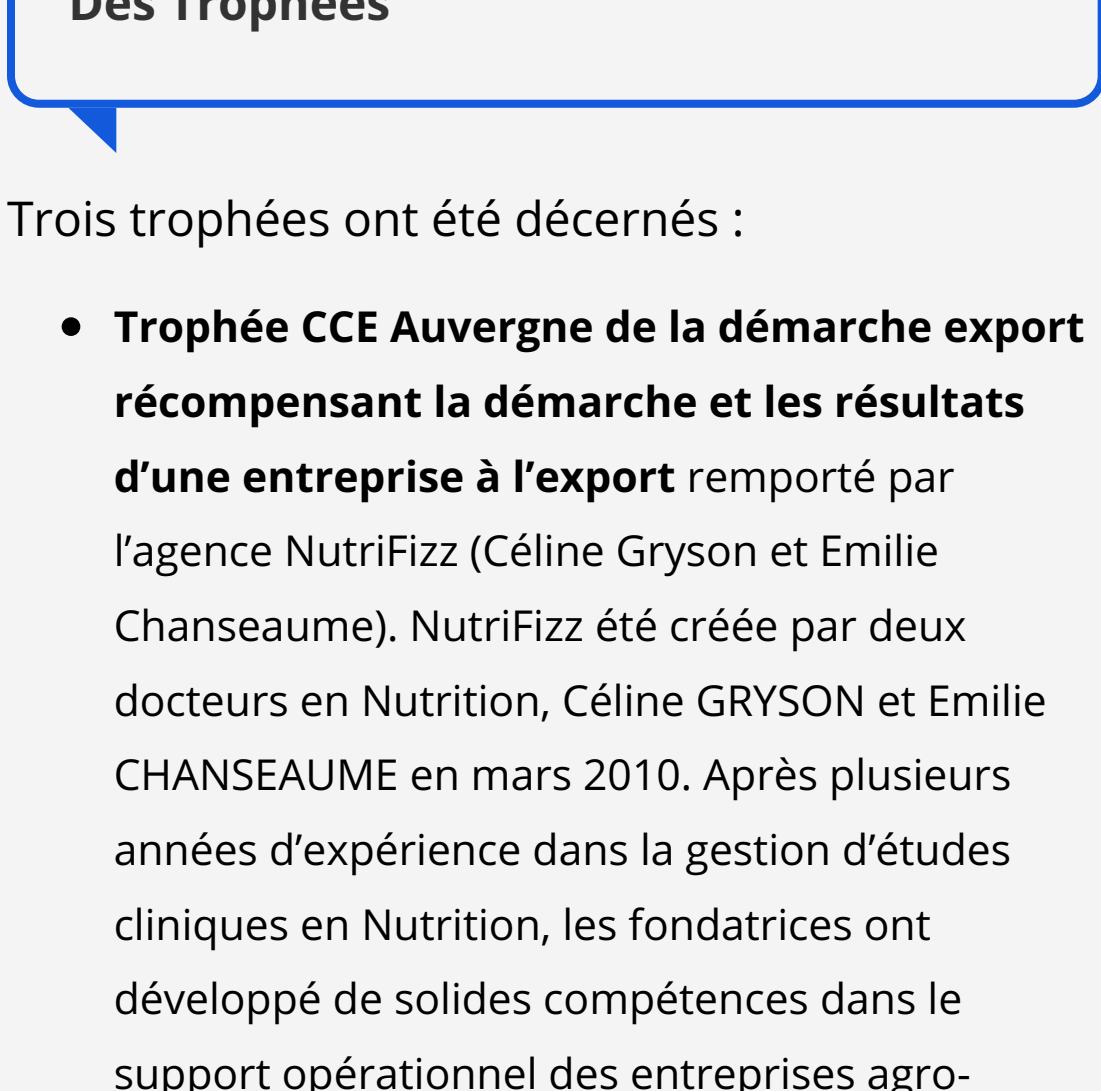 Des Trophées
Trois trophées ont été décernés :
• Trophée CCE Auvergne de la démarche export
récompensant la démarche et les résultats
d’une entreprise à l’export remporté par
l’agence NutriFizz (Céline Gryson et Emilie
Chanseaume). NutriFizz été créée par deux
docteurs en Nutrition, Céline GRYSON et Emilie
CHANSEAUME en mars 2010. Après plusieurs
années d’expérience dans la gestion d’études
cliniques en Nutrition, les fondatrices ont
développé de solides compétences dans le
support opérationnel des entreprises agro-